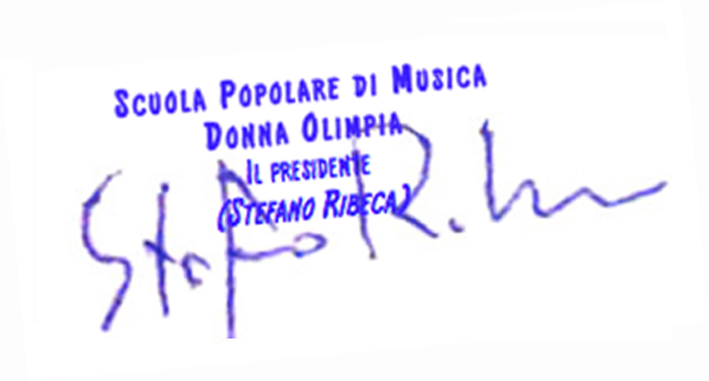 SCUOLA POPOLARE DI MUSICA
DONNA OLIMPIA
IL PRESIDENTE
(STEFANO RIBECA)